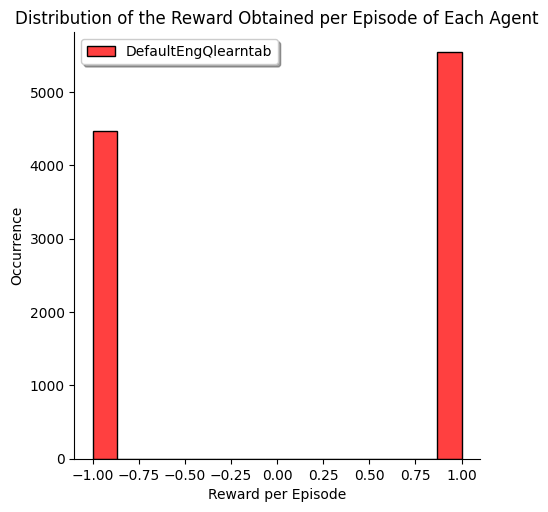 Distribution of the Reward Obtained per Episode of Each Agent
DefaultEngQlearntab
5000
4000
3000
2000
1000
0
Occurrence
−1.00 −0.75 −0.50 −0.25 0.00 0.25 0.50 0.75 1.00
Reward per Episode